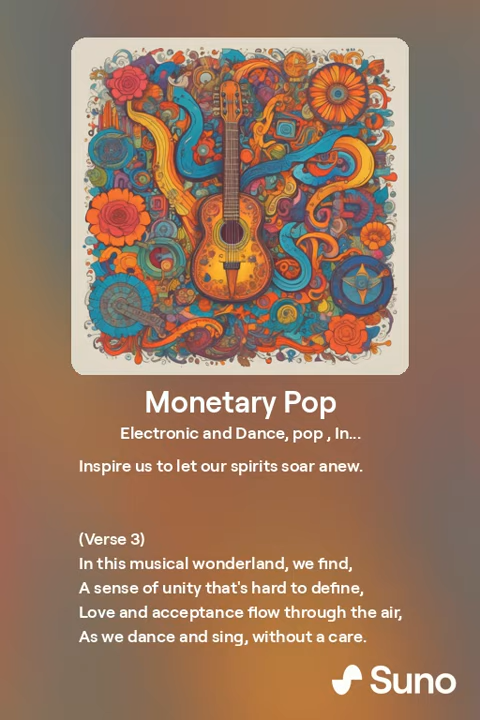 Monetary Pop
Electronic and Dance, pop , In...
Inspire us to let our spirits soar anew.
(Verse 3)
In this musical wonderland, we find,
A sense of unity that's hard to define,
Love and acceptance flow through the air,
As we dance and sing, without a care.
Suno